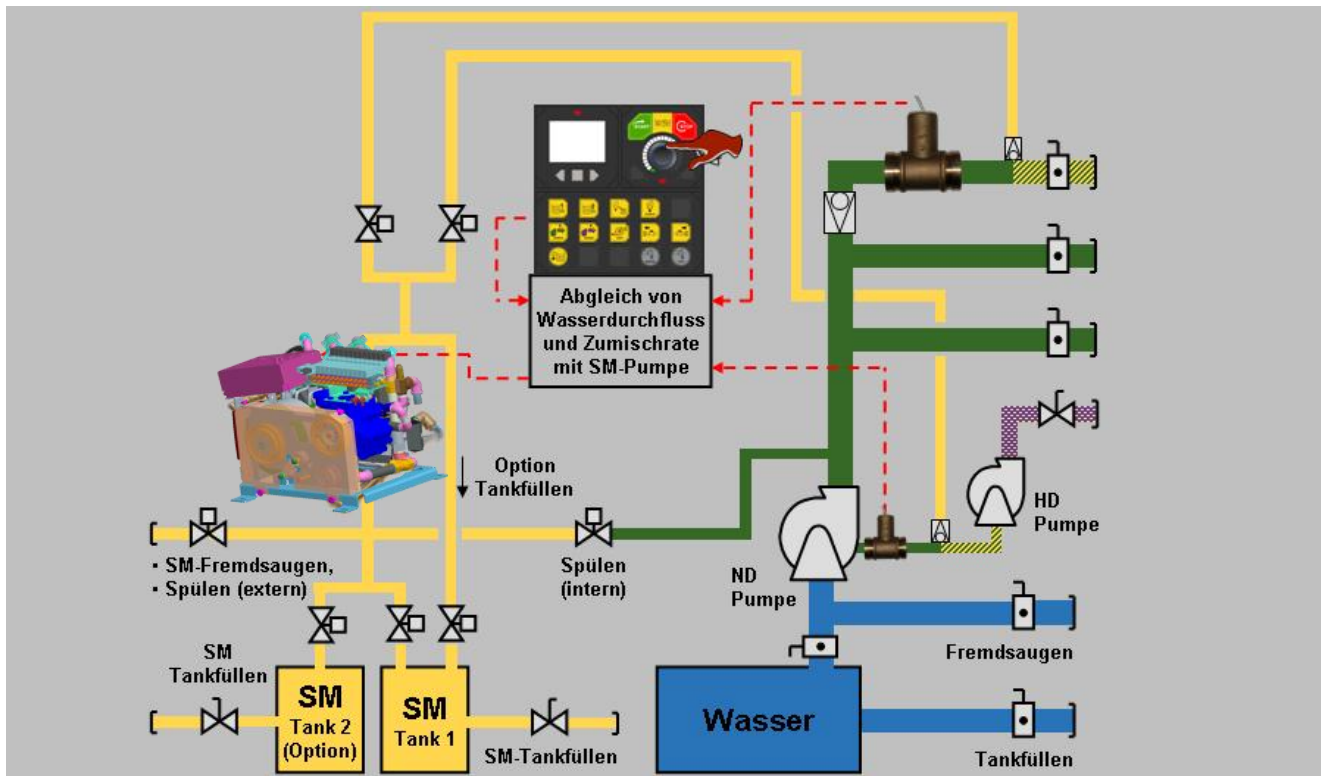 Abgleich von
Wasserdurchfluss
und Zumischrate
mit SM-Pumpe
Option
Tankfüllen
HD
Pumpe
▪ SM-Fremdsaugen,
▪ Spülen (extern)
Spülen
(intern)
ND
Pumpe
Fremdsaugen
SM
Tankfüllen
SM
Tank 2
(Option)
SM
Tank 1
SM-Tankfüllen
Wasser
Tankfüllen